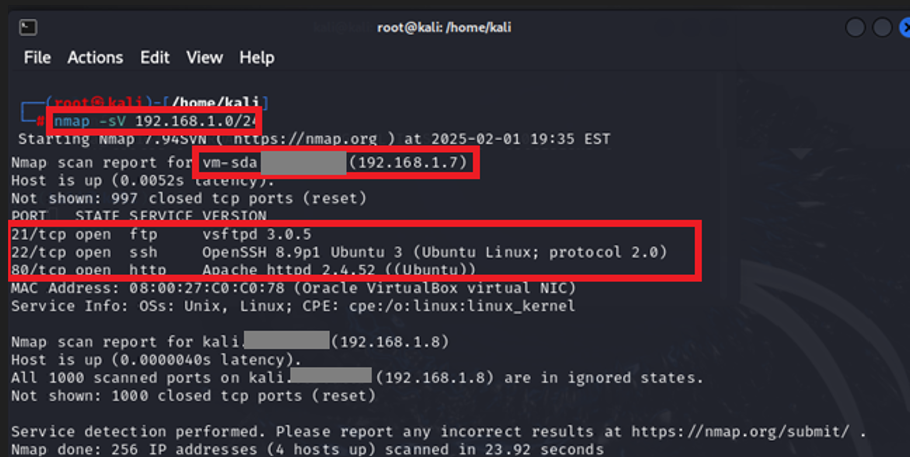 root@kali: /home/kali
File Actions Edit View Help
(root㉿kali)-[/home/kali]
# nmap -sV 192.168.1.0/24
Starting Nmap 7.94SVN ( https://nmap.org ) at 2025-02-01 19:35 EST
Nmap scan report for vm-sda (192.168.1.7)
Host is up (0.0052s latency).
Not shown: 997 closed tcp ports (reset)
PORT STATE SERVICE VERSION
21/tcp open ftp vsftpd 3.0.5
22/tcp open ssh OpenSSH 8.9p1 Ubuntu 3 (Ubuntu Linux; protocol 2.0)
80/tcp open http Apache httpd 2.4.52 ((Ubuntu))
MAC Address: 08:00:27:C0:C0:78 (Oracle VirtualBox virtual NIC)
Service Info: OSs: Unix, Linux; CPE: cpe:/o:linux:linux_kernel
Nmap scan report for kali. (192.168.1.8)
Host is up (0.0000040s latency).
All 1000 scanned ports on kali. (192.168.1.8) are in ignored states.
Not shown: 1000 closed tcp ports (reset)
Service detection performed. Please report any incorrect results at https://nmap.org/submit/ .
Nmap done: 256 IP addresses (4 hosts up) scanned in 23.92 seconds